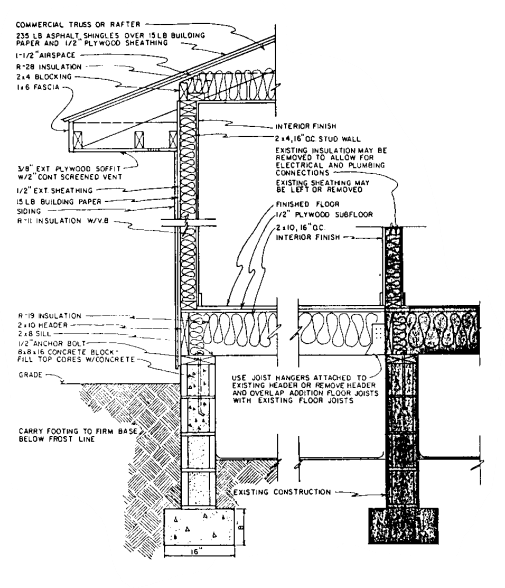 COMMERCIAL TRUSS OR RAFTER
235 LB ASPHALT SHINGLES OVER 15 LB BUILDING
PAPER AND 1/2" PLYWOOD SHEATHING
1-1/2" AIRSPACE
R-28 INSULATION
2x4 BLOCKING
1x6 FASCIA
3/8" EXT PLYWOOD SOFFIT
W/2" CONT SCREENED VENT
1/2" EXT. SHEATHING
15 LB BUILDING PAPER
SIDING
R-11 INSULATION W/V.B
INTERIOR FINISH
2x4, 16" O.C. STUD WALL
EXISTING INSULATION MAY BE
REMOVED TO ALLOW FOR
ELECTRICAL AND PLUMBING
CONNECTIONS
EXISTING SHEATHING MAY
BE LEFT OR REMOVED
FINISHED FLOOR
1/2" PLYWOOD SUBFLOOR
2x10, 16" O.C.
INTERIOR FINISH
R-19 INSULATION
2x10 HEADER
2x8 SILL
1/2" ANCHOR BOLT
8x8x16 CONCRETE BLOCK-
FILL TOP CORES W/CONCRETE
GRADE
USE JOIST HANGERS ATTACHED TO
EXISTING HEADER OR REMOVE HEADER
AND OVERLAP ADDITION FLOOR JOISTS
WITH EXISTING FLOOR JOISTS
CARRY FOOTING TO FIRM BASE
BELOW FROST LINE
EXISTING CONSTRUCTION
8
16"